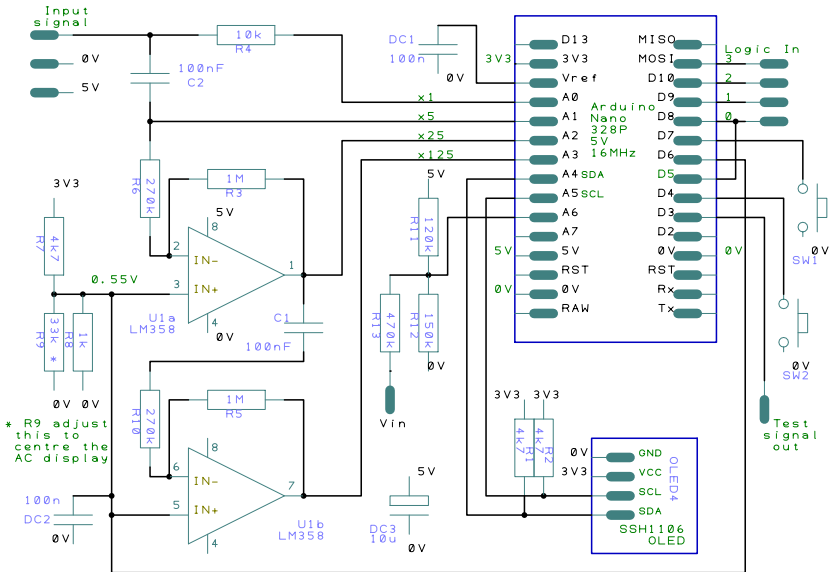 Input
signal
0V
5V
10k
R4
100nF
C2
DC1
100n
0V
3V3
D13
3V3
Vref
A0
A1
A2
A3
A4 SDA
A5 SCL
A6
A7
5V
RST
0V
RAW
5V
0V
Arduino
Nano
328P
5V
16MHz
MISO
MOSI
D10
D9
D8
D7
D6
D5
D4
D3
D2
0V
RST
Rx
Tx
0V
Logic In
3
2
1
0
x1
x5
x25
x125
270k
R6
1M
R3
5V
8
2
IN-
3
IN+
1
4
0V
U1a
LM358
3V3
4k7
R7
0.55V
33k *
R9
1k
R8
0V
0V
* R9 adjust
this to
centre the
AC display
C1
100nF
5V
120k
R11
470k
R13
150k
R12
0V
Vin
SW1
0V
SW2
0V
Test
signal
out
270k
R10
1M
R5
8
6
IN-
5
IN+
7
4
U1b
LM358
100n
DC2
0V
5V
DC3
10u
0V
3V3
3V3
4k7
R1
4k7
R2
0V
3V3
GND
VCC
SCL
SDA
OLED4
SSH1106
OLED